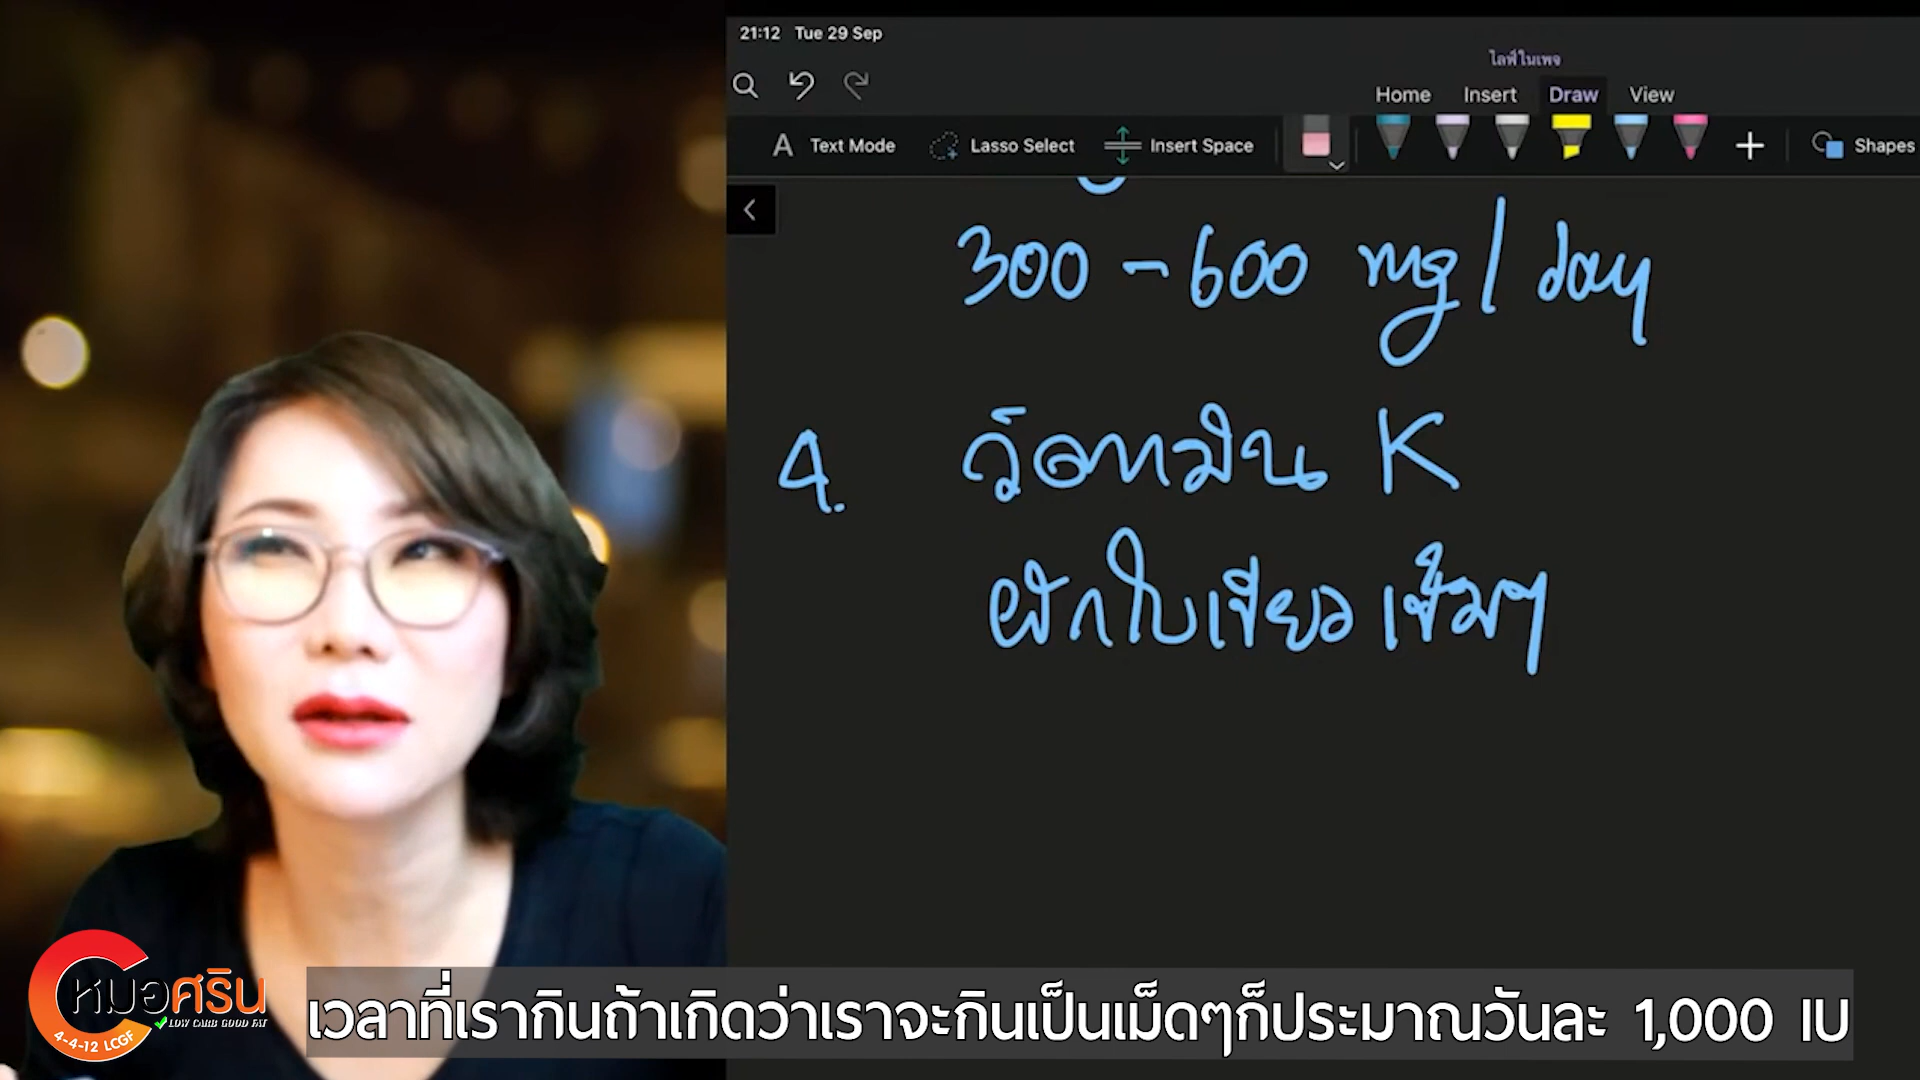 21:12 Tue 29 Sep
ไลฟ์ในเพจ
Home Insert Draw View
Text Mode Lasso Select Insert Space Shapes
300 - 600 mg / day
4. วิตามิน K
ผักใบเขียวเข้มๆ
หมอศริน
LOW CARB GOOD FAT
4-4-12 LCGF
เวลาที่เรากินถ้าเกิดว่าเราจะกินเป็นเม็ดๆก็ประมาณวันละ 1,000 IU